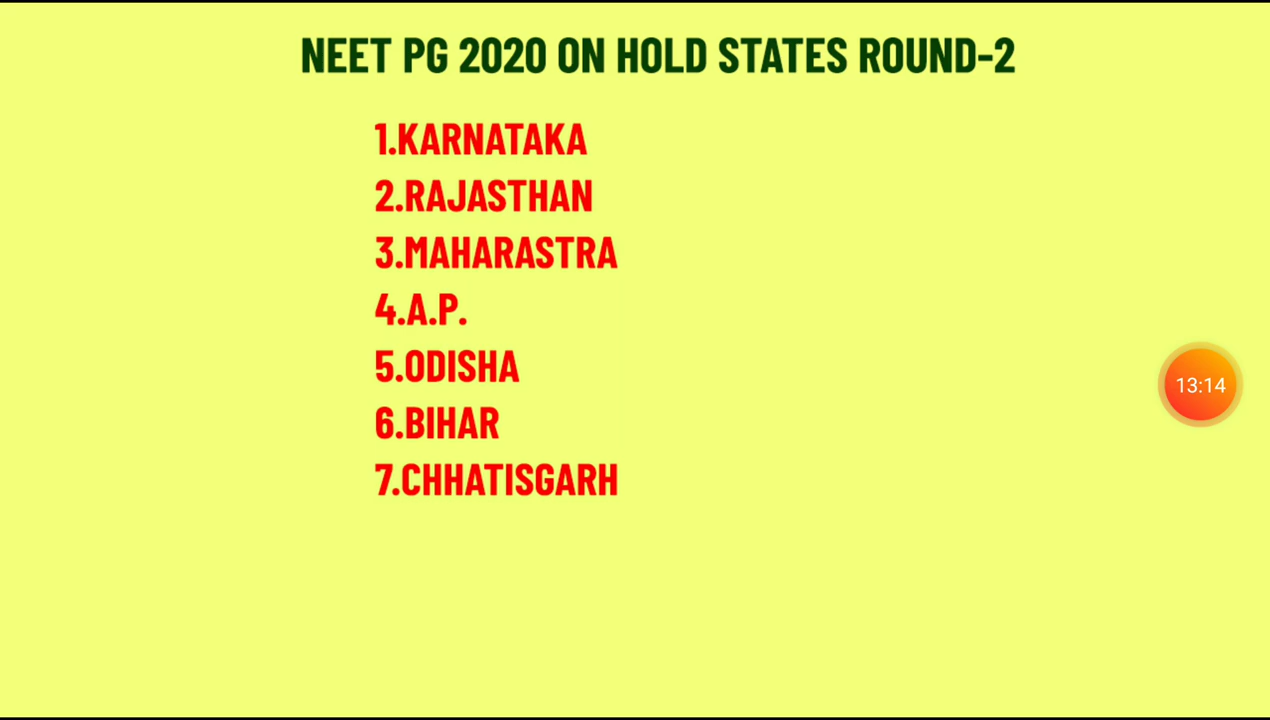 NEET PG 2020 ON HOLD STATES ROUND-2
1.KARNATAKA
2.RAJASTHAN
3.MAHARASTRA
4.A.P.
5.ODISHA
6.BIHAR
7.CHHATISGARH
13:14